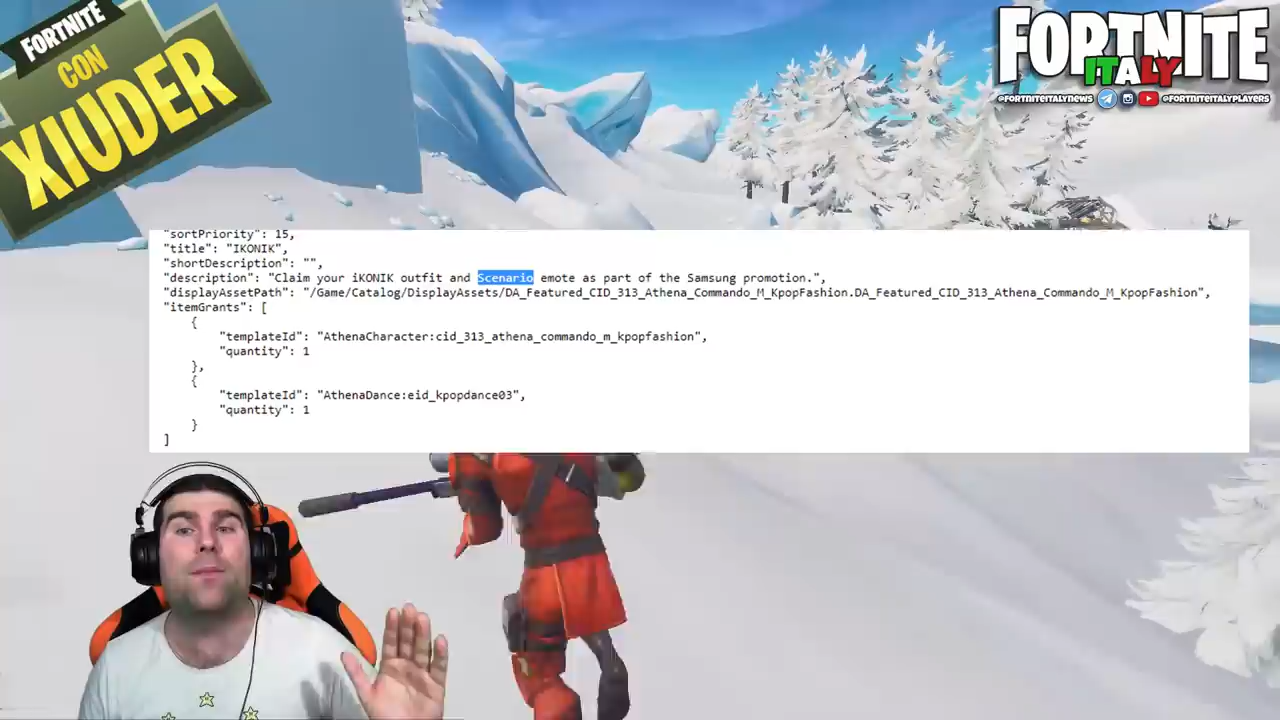 FORTNITE
CON
XIUDER
FORTNITE
ITALY
@FORTNITEITALYNEWS @FORTNITEITALYPLAYERS
"sortPriority": 15,
"title": "IKONIK",
"shortDescription": "",
"description": "Claim your iKONIK outfit and Scenario emote as part of the Samsung promotion.",
"displayAssetPath": "/Game/Catalog/DisplayAssets/DA_Featured_CID_313_Athena_Commando_M_KpopFashion.DA_Featured_CID_313_Athena_Commando_M_KpopFashion",
"itemGrants": [
{
"templateId": "AthenaCharacter:cid_313_athena_commando_m_kpopfashion",
"quantity": 1
},
{
"templateId": "AthenaDance:eid_kpopdance03",
"quantity": 1
}
]